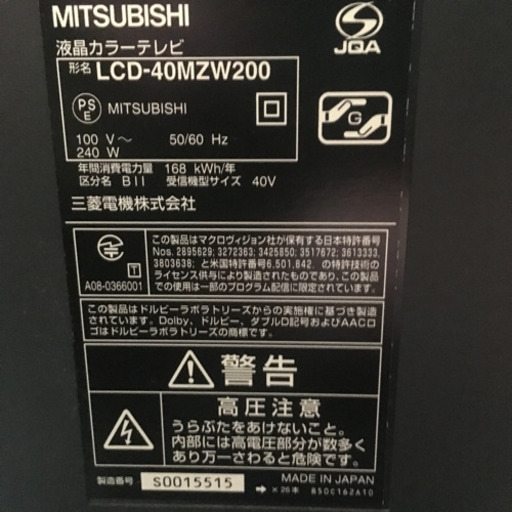 MITSUBISHI
JQA
液晶カラーテレビ
形名 LCD-40MZW200
PS
E MITSUBISHI
100 V～ 50/60 Hz
240 W
G
年間消費電力量 168 kWh/年
区分名 BII 受信機型サイズ 40V
三菱電機株式会社
この製品はマクロヴィジョン社が保有する日本特許番号
Nos. 2895629; 3272363; 3425850; 3517672; 3613333,
3803638; と米国特許番号6,501,842 の特許技術の
ライセンス供与により製造されたものであり、この製品
での使用は一部のプログラム配信に限定されています。
T
A08-0366001
この製品はドルビーラボラトリーズからの実施権に基づき製造
されています。Dolby、ドルビー、ダブルD記号およびAACロ
ゴはドルビーラボラトリーズの商標です。
警告
高圧注意
うらぶたをあけないこと。
内部には高電圧部分が数多く
あり万一さわると危険です。
製造番号 S0015515
MADE IN JAPAN
→ ×26本 850C162A10